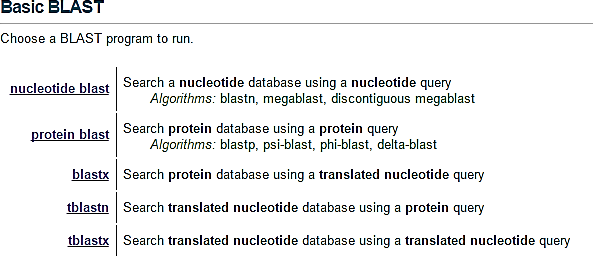 Basic BLAST
Choose a BLAST program to run.
nucleotide blast
Search a nucleotide database using a nucleotide query
Algorithms: blastn, megablast, discontiguous megablast
protein blast
Search protein database using a protein query
Algorithms: blastp, psi-blast, phi-blast, delta-blast
blastx
Search protein database using a translated nucleotide query
tblastn
Search translated nucleotide database using a protein query
tblastx
Search translated nucleotide database using a translated nucleotide query